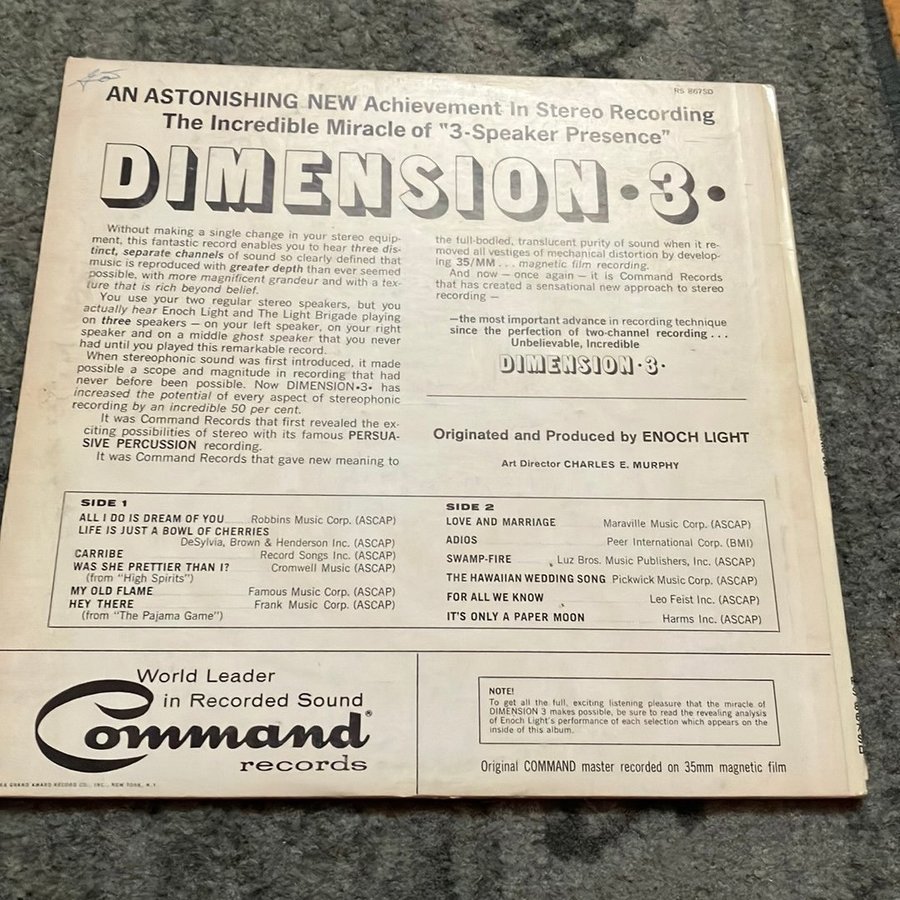 RS 867SD
AN ASTONISHING NEW Achievement In Stereo Recording
The Incredible Miracle of "3-Speaker Presence"
DIMENSION•3•
Without making a single change in your stereo equip-
ment, this fantastic record enables you to hear three dis-
tinct, separate channels of sound so clearly defined that
music is reproduced with greater depth than ever seemed
possible, with more magnificent grandeur and with a tex-
ture that is rich beyond belief.
You use your two regular stereo speakers, but you
actually hear Enoch Light and The Light Brigade playing
on three speakers — on your left speaker, on your right
speaker and on a middle ghost speaker that you never
had until you played this remarkable record.
When stereophonic sound was first introduced, it made
possible a scope and magnitude in recording that had
never before been possible. Now DIMENSION•3• has
increased the potential of every aspect of stereophonic
recording by an incredible 50 per cent.
It was Command Records that first revealed the ex-
citing possibilities of stereo with its famous PERSUA-
SIVE PERCUSSION recording.
It was Command Records that gave new meaning to
the full-bodied, translucent purity of sound when it re-
moved all vestiges of mechanical distortion by develop-
ing 35/MM . . . magnetic film recording.
And now — once again — it is Command Records
that has created a sensational new approach to stereo
recording —
—the most important advance in recording technique
since the perfection of two-channel recording . . .
Unbelievable, Incredible
DIMENSION•3•
Originated and Produced by ENOCH LIGHT
Art Director CHARLES E. MURPHY
SIDE 1
ALL I DO IS DREAM OF YOU Robbins Music Corp. (ASCAP)
LIFE IS JUST A BOWL OF CHERRIES
DeSylvia, Brown & Henderson Inc. (ASCAP)
CARRIBE Record Songs Inc. (ASCAP)
WAS SHE PRETTIER THAN I? Cromwell Music (ASCAP)
(from "High Spirits")
MY OLD FLAME Famous Music Corp. (ASCAP)
HEY THERE Frank Music Corp. (ASCAP)
(from "The Pajama Game")
SIDE 2
LOVE AND MARRIAGE Maraville Music Corp. (ASCAP)
ADIOS Peer International Corp. (BMI)
SWAMP-FIRE Luz Bros. Music Publishers, Inc. (ASCAP)
THE HAWAIIAN WEDDING SONG Pickwick Music Corp. (ASCAP)
FOR ALL WE KNOW Leo Feist Inc. (ASCAP)
IT'S ONLY A PAPER MOON Harms Inc. (ASCAP)
World Leader
in Recorded Sound
Command®
records
GRAND AWARD RECORD CO., INC., NEW YORK, N.Y.
NOTE!
To get all the full, exciting listening pleasure that the miracle of
DIMENSION 3 makes possible, be sure to read the revealing analysis
of Enoch Light's performance of each selection which appears on the
inside of this album.
Original COMMAND master recorded on 35mm magnetic film